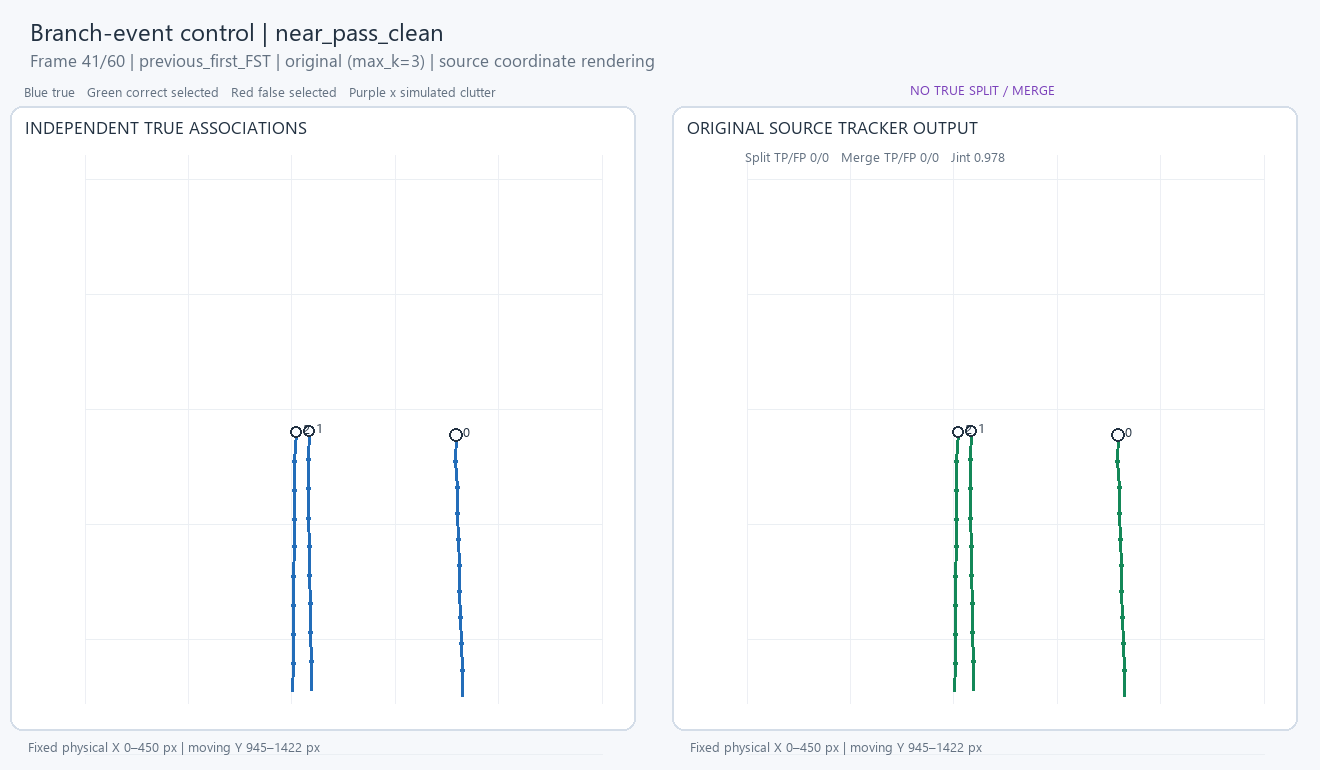 Branch-event control | near_pass_clean
Frame 41/60 | previous_first_FST | original (max_k=3) | source coordinate rendering
Blue true Green correct selected Red false selected Purple x simulated clutter
NO TRUE SPLIT / MERGE
INDEPENDENT TRUE ASSOCIATIONS
2 1 0
Fixed physical X 0–450 px | moving Y 945–1422 px
ORIGINAL SOURCE TRACKER OUTPUT
Split TP/FP 0/0 Merge TP/FP 0/0 Jint 0.978
2 1 0
Fixed physical X 0–450 px | moving Y 945–1422 px